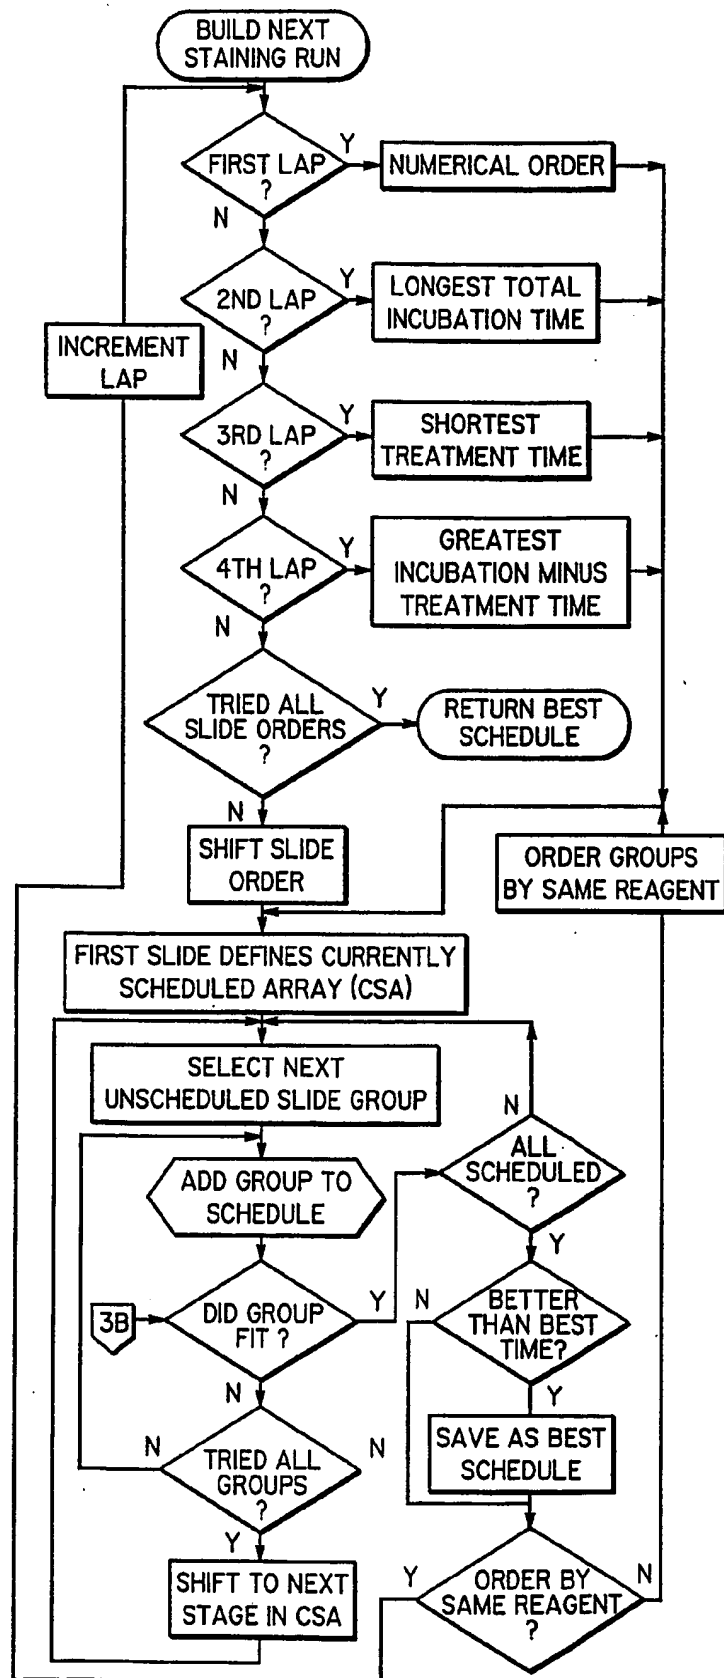 BUILD NEXT
STAINING RUN
FIRST LAP
?
Y
N
NUMERICAL ORDER
2ND LAP
?
Y
N
LONGEST TOTAL
INCUBATION TIME
INCREMENT
LAP
3RD LAP
?
Y
N
SHORTEST
TREATMENT TIME
4TH LAP
?
Y
N
GREATEST
INCUBATION MINUS
TREATMENT TIME
TRIED ALL
SLIDE ORDERS
?
Y
N
RETURN BEST
SCHEDULE
SHIFT SLIDE
ORDER
ORDER GROUPS
BY SAME REAGENT
FIRST SLIDE DEFINES CURRENTLY
SCHEDULED ARRAY (CSA)
SELECT NEXT
UNSCHEDULED SLIDE GROUP
N
ALL
SCHEDULED
?
Y
ADD GROUP TO
SCHEDULE
3B
DID GROUP
FIT ?
Y
N
N
BETTER
THAN BEST
TIME?
Y
N
TRIED ALL
GROUPS
?
N
Y
SAVE AS BEST
SCHEDULE
SHIFT TO NEXT
STAGE IN CSA
Y
ORDER BY
SAME REAGENT
?
N